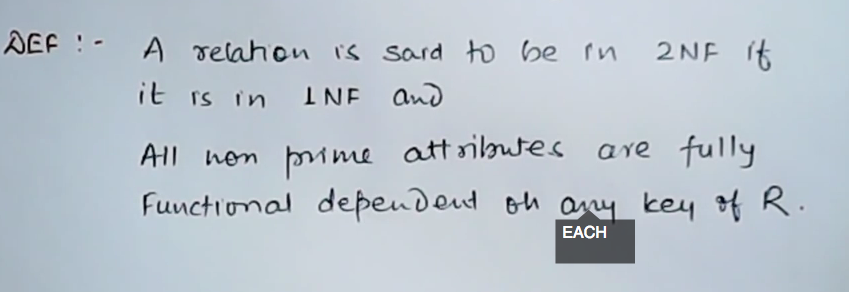 DEF :- A relation is said to be in 2NF if
it is in 1NF and
All non prime attributes are fully
Functional dependent on any key of R.
EACH